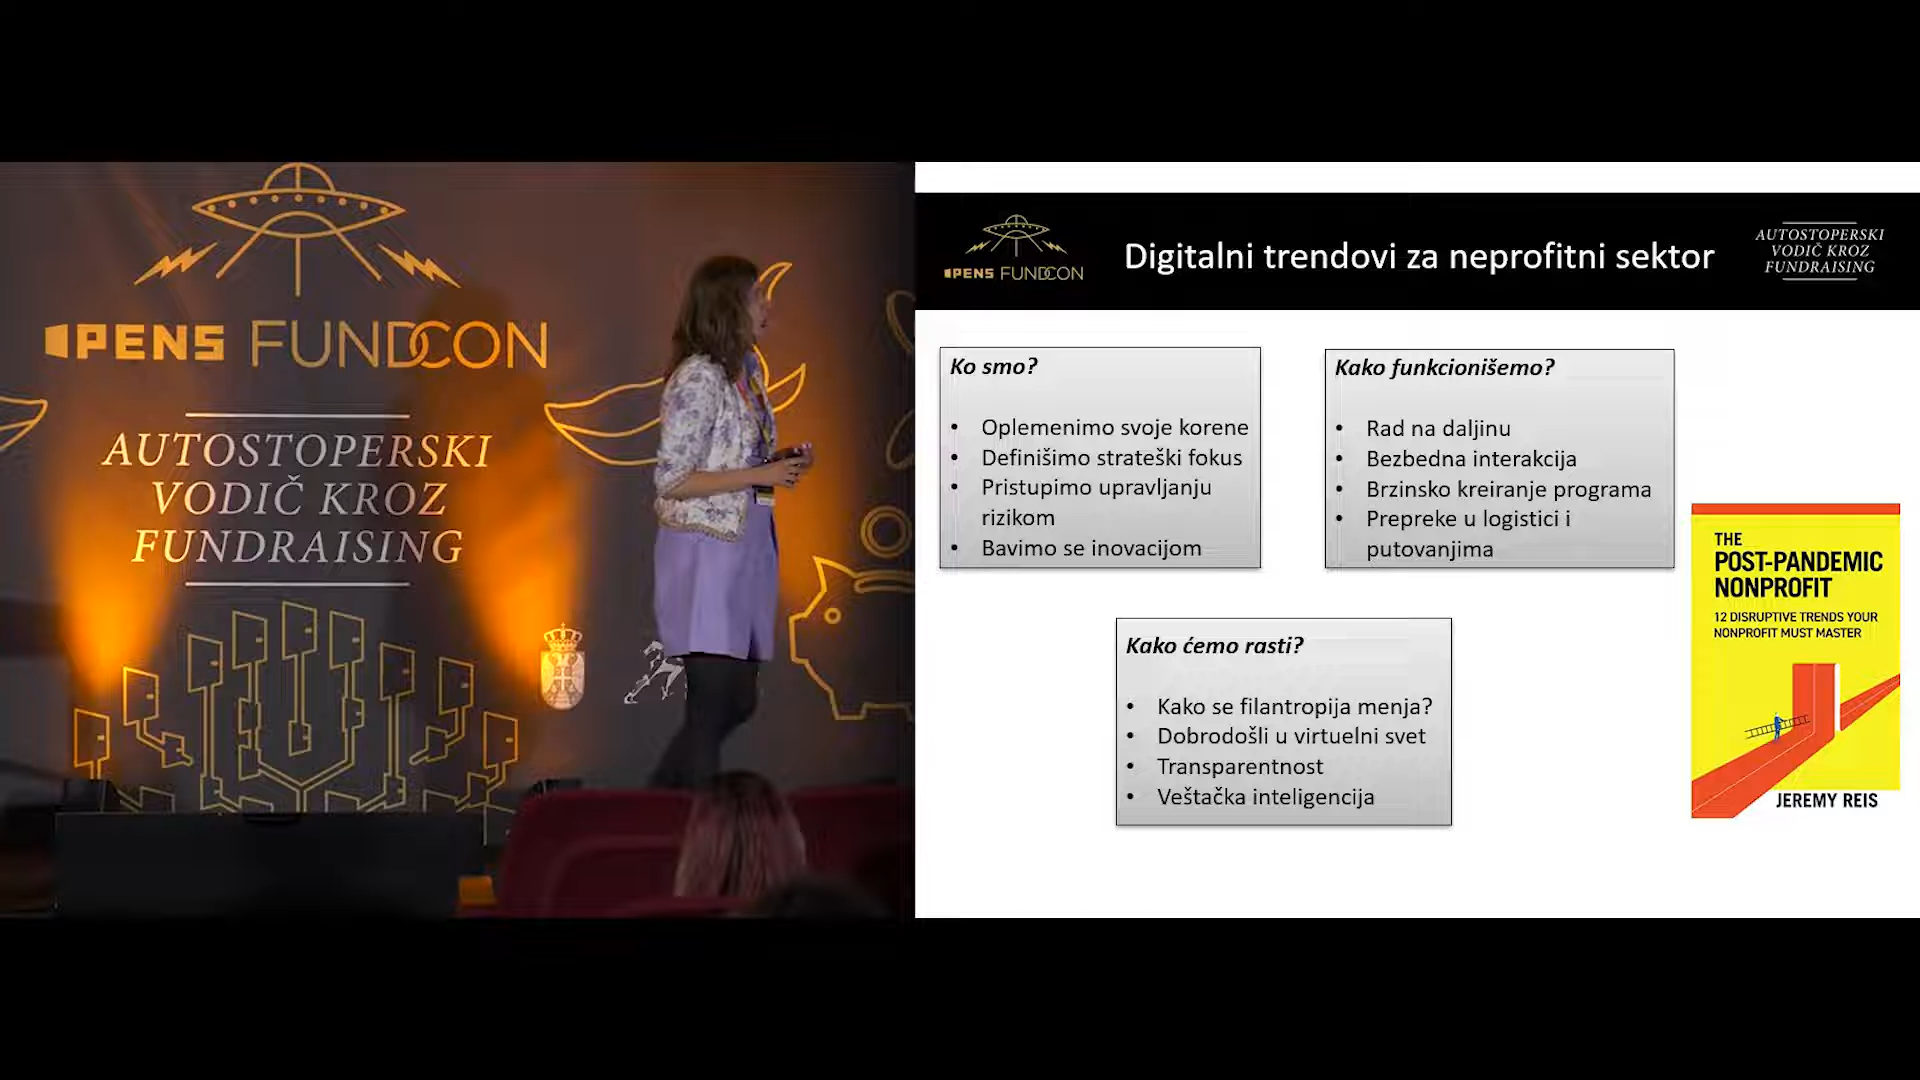 OPENS FUNDCON
AUTOSTOPERSKI
VODIČ KROZ
FUNDRAISING
OPENS FUNDCON
Digitalni trendovi za neprofitni sektor
AUTOSTOPERSKI
VODIČ KROZ
FUNDRAISING
Ko smo?
• Oplemenimo svoje korene
• Definišimo strateški fokus
• Pristupimo upravljanju
rizikom
• Bavimo se inovacijom
Kako funkcionišemo?
• Rad na daljinu
• Bezbedna interakcija
• Brzinsko kreiranje programa
• Prepreke u logistici i
putovanjima
Kako ćemo rasti?
• Kako se filantropija menja?
• Dobrodošli u virtuelni svet
• Transparentnost
• Veštačka inteligencija
THE
POST-PANDEMIC
NONPROFIT
12 DISRUPTIVE TRENDS YOUR
NONPROFIT MUST MASTER
JEREMY REIS